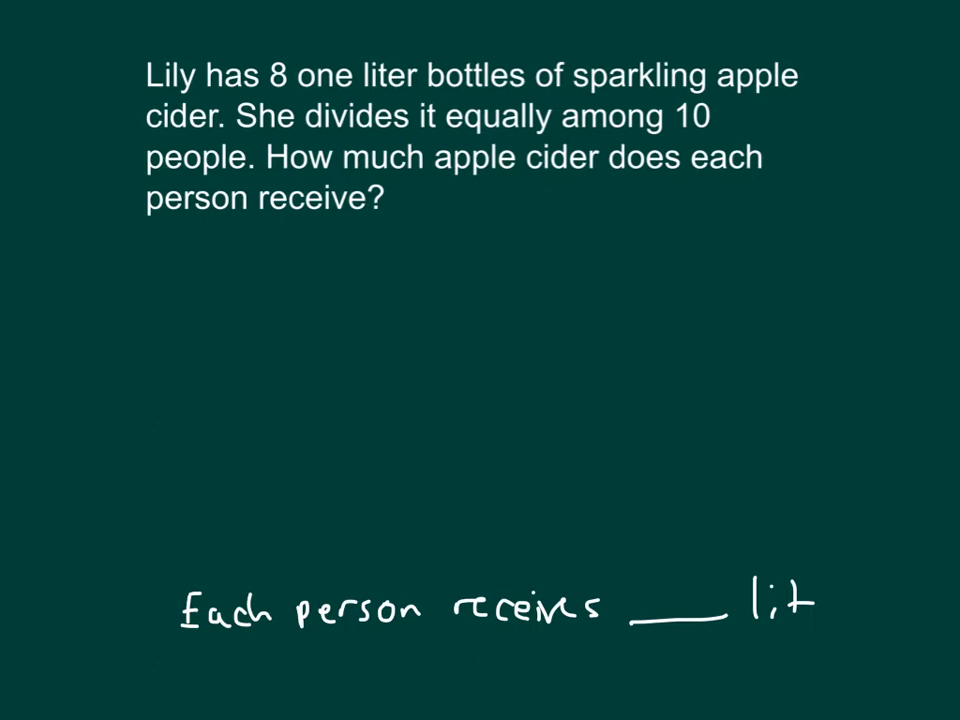 Lily has 8 one liter bottles of sparkling apple
cider. She divides it equally among 10
people. How much apple cider does each
person receive?
Each person receives ___ lit